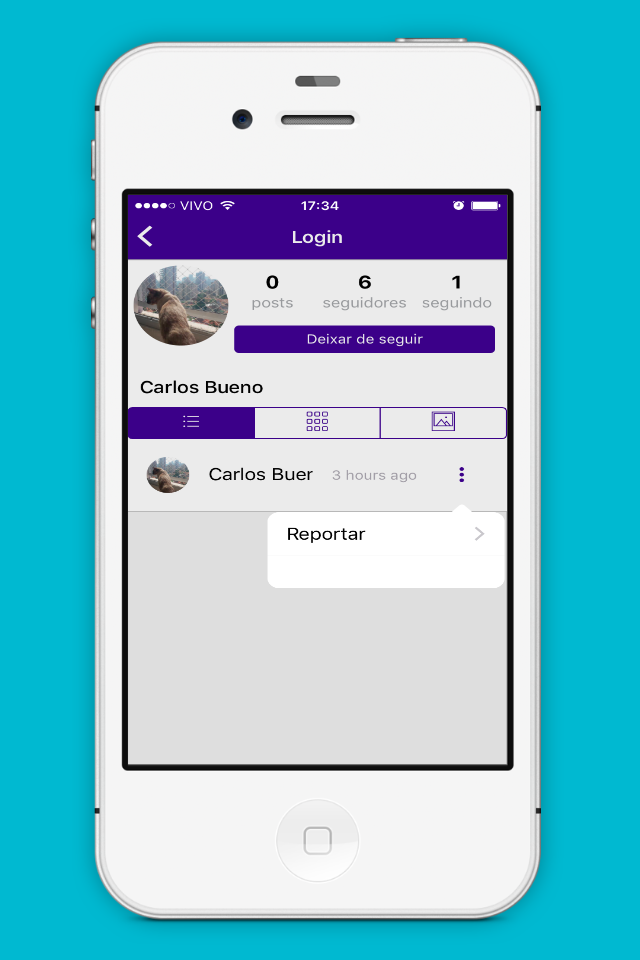 VIVO 17:34
Login
0 6 1
posts seguidores seguindo
Deixar de seguir
Carlos Bueno
Carlos Buer 3 hours ago
Reportar